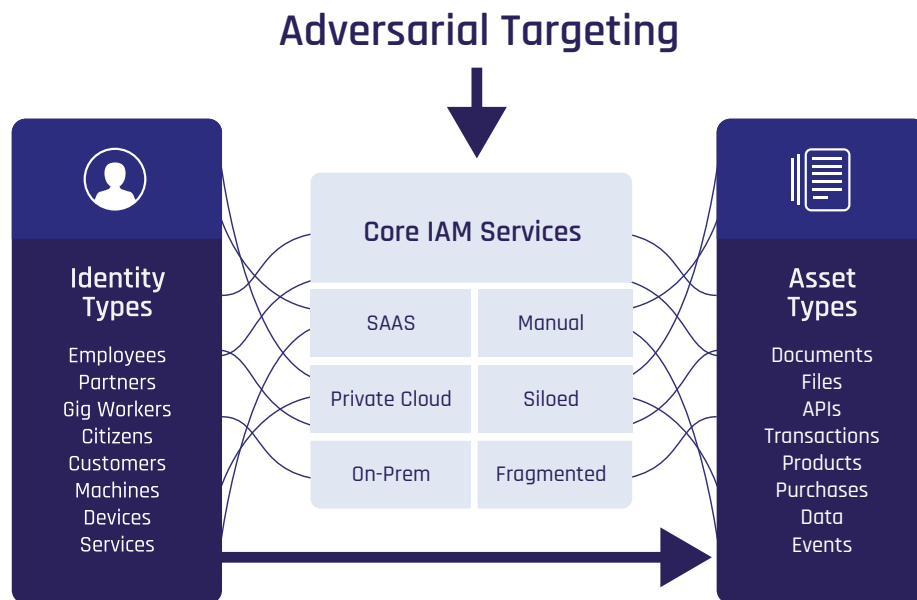 Adversarial Targeting
Identity
Types
Employees
Partners
Gig Workers
Citizens
Customers
Machines
Devices
Services
Core IAM Services
SAAS
Manual
Private Cloud
Siloed
On-Prem
Fragmented
Asset
Types
Documents
Files
APIs
Transactions
Products
Purchases
Data
Events